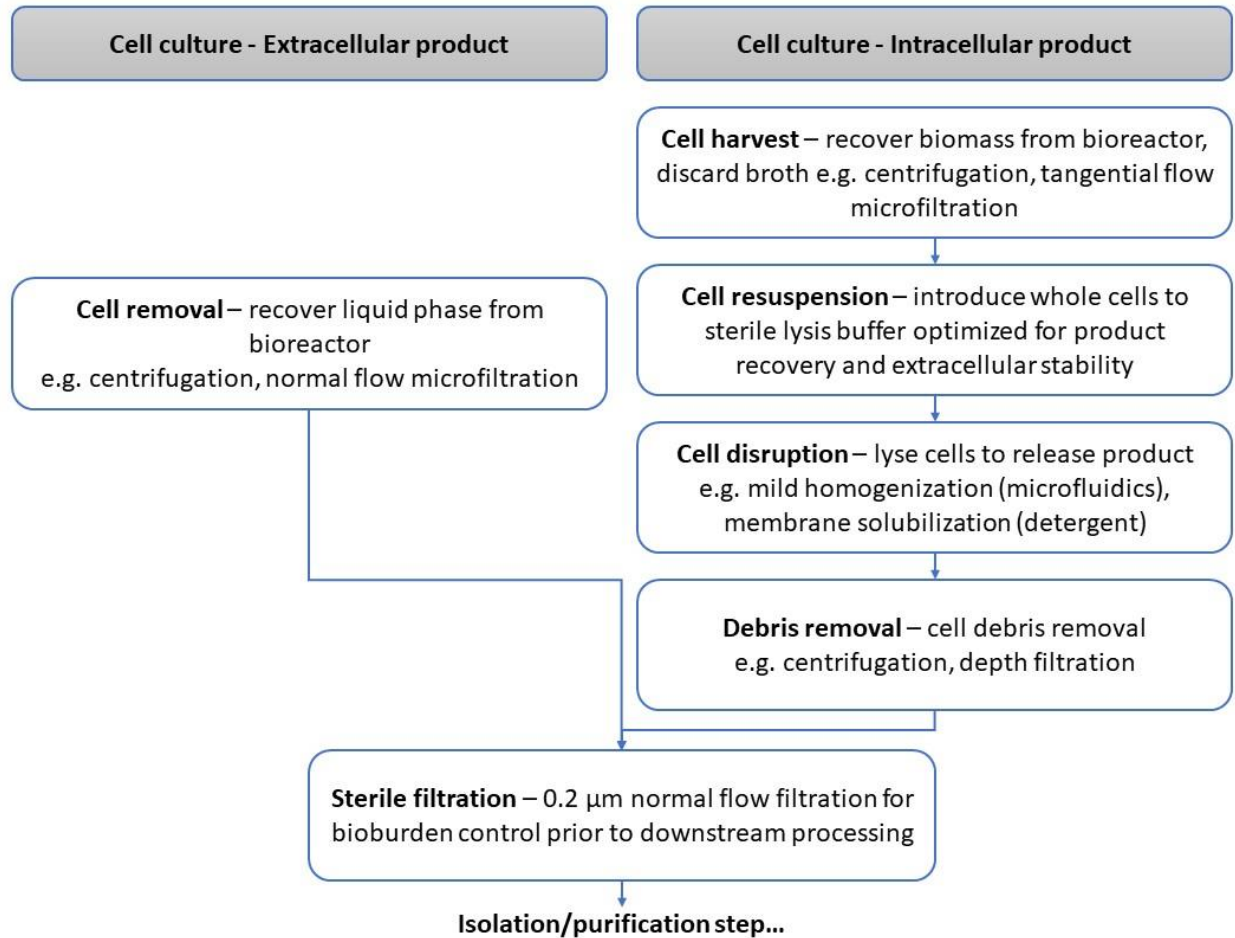 Cell culture - Extracellular product
Cell culture - Intracellular product
Cell harvest – recover biomass from bioreactor,
discard broth e.g. centrifugation, tangential flow
microfiltration
Cell removal – recover liquid phase from
bioreactor
e.g. centrifugation, normal flow microfiltration
Cell resuspension – introduce whole cells to
sterile lysis buffer optimized for product
recovery and extracellular stability
Cell disruption – lyse cells to release product
e.g. mild homogenization (microfluidics),
membrane solubilization (detergent)
Debris removal – cell debris removal
e.g. centrifugation, depth filtration
Sterile filtration – 0.2 µm normal flow filtration for
bioburden control prior to downstream processing
Isolation/purification step...